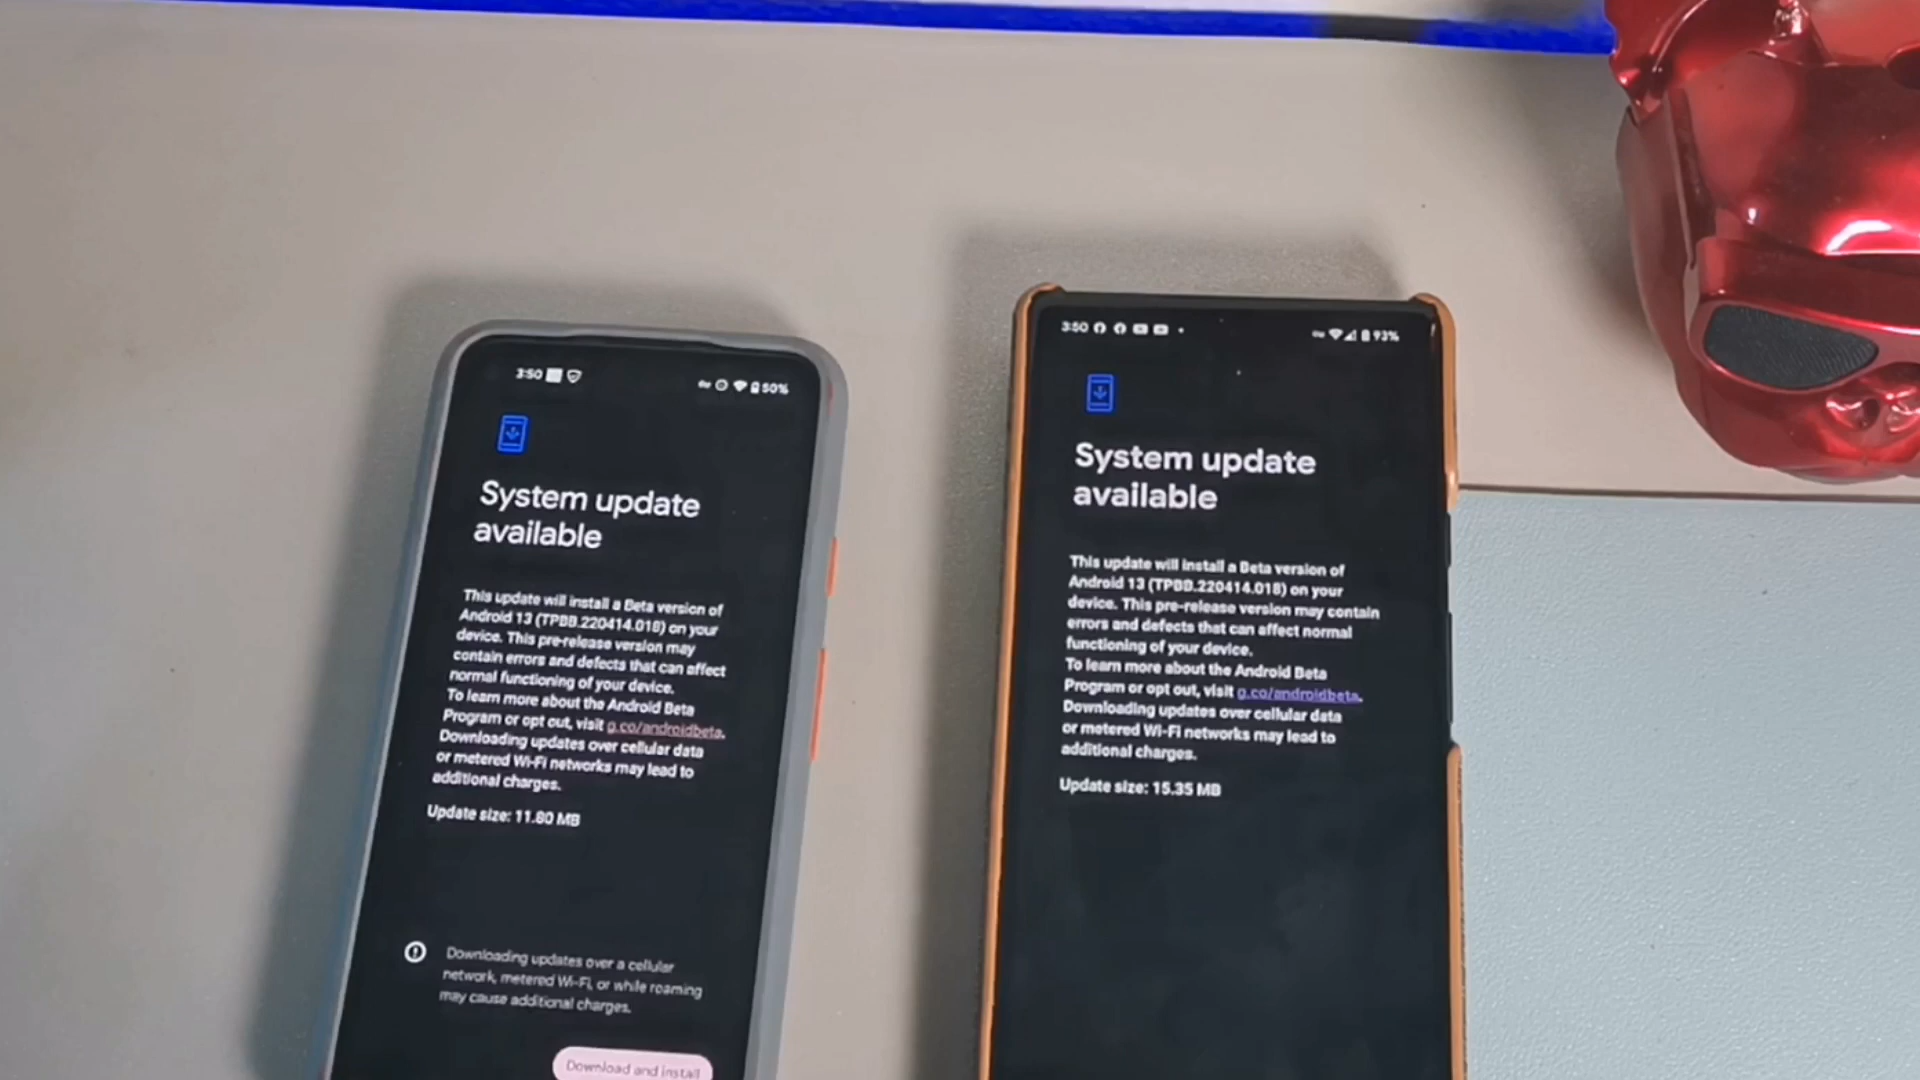 3:50
50%
System update
available
This update will install a Beta version of
Android 13 (TPBB.220414.018) on your
device. This pre-release version may
contain errors and defects that can affect
normal functioning of your device.
To learn more about the Android Beta
Program or opt out, visit g.co/androidbeta.
Downloading updates over cellular data
or metered Wi-Fi networks may lead to
additional charges.
Update size: 11.80 MB
Downloading updates over a cellular
network, metered Wi-Fi, or while roaming
may cause additional charges.
Download and install
3:50
93%
System update
available
This update will install a Beta version of
Android 13 (TPBB.220414.018) on your
device. This pre-release version may contain
errors and defects that can affect normal
functioning of your device.
To learn more about the Android Beta
Program or opt out, visit g.co/androidbeta.
Downloading updates over cellular data
or metered Wi-Fi networks may lead to
additional charges.
Update size: 15.35 MB